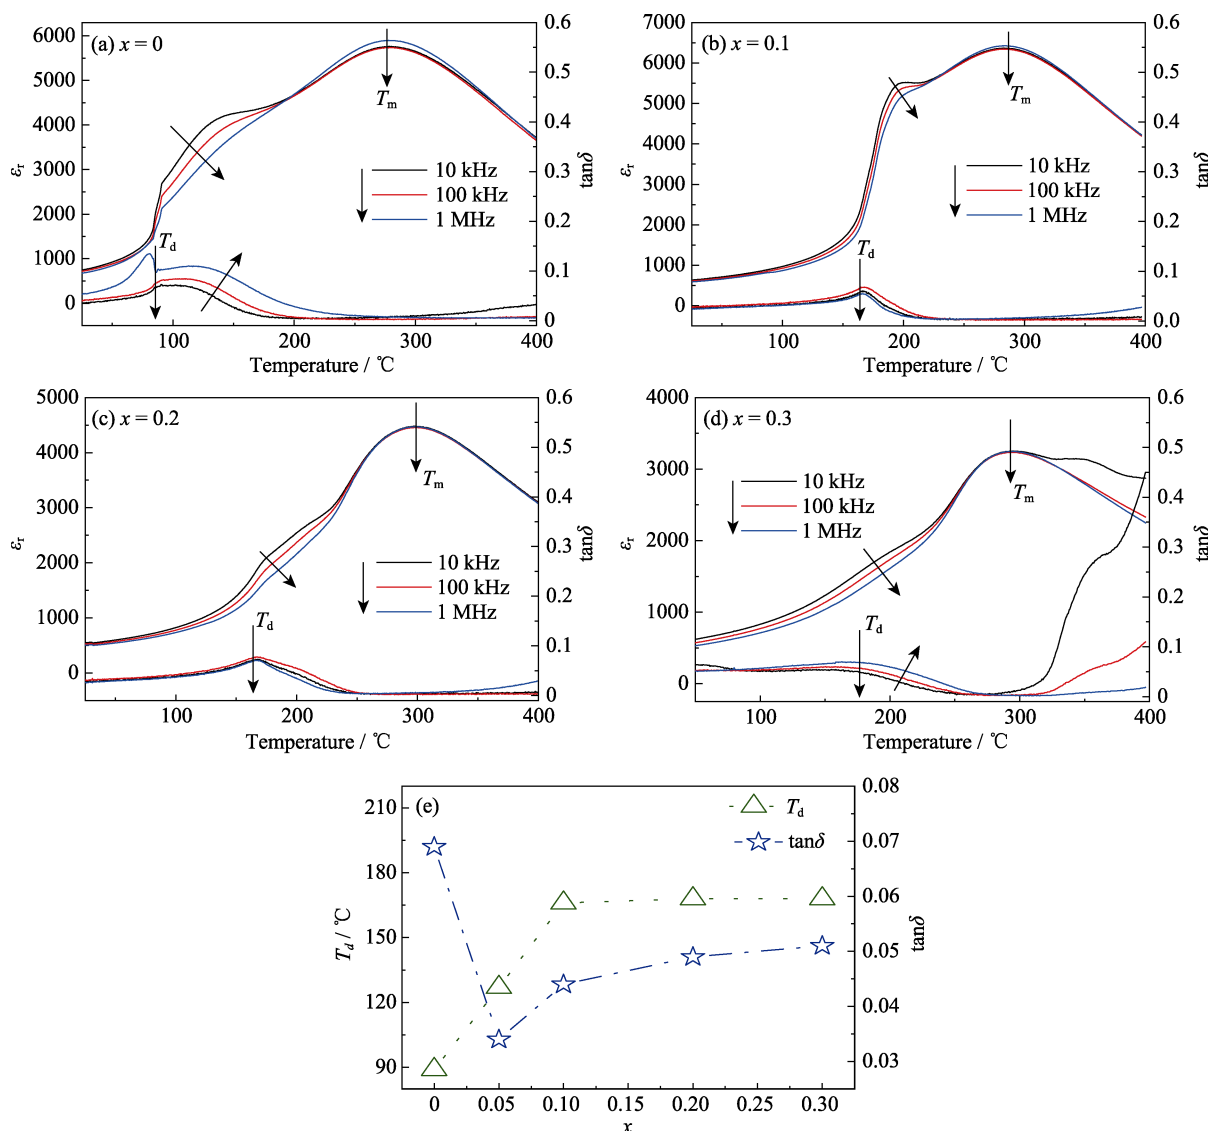 (a) x = 0
6000
5000
4000
3000
2000
1000
0
εr
0.6
0.5
0.4
0.3
0.2
0.1
0.0
tanδ
Tm
10 kHz
100 kHz
1 MHz
Td
100 200 300 400
Temperature / ℃
(b) x = 0.1
7000
6000
5000
4000
3000
2000
1000
0
εr
0.6
0.5
0.4
0.3
0.2
0.1
0.0
tanδ
Tm
10 kHz
100 kHz
1 MHz
Td
100 200 300 400
Temperature / ℃
(c) x = 0.2
5000
4000
3000
2000
1000
0
εr
0.6
0.5
0.4
0.3
0.2
0.1
0
tanδ
Tm
10 kHz
100 kHz
1 MHz
Td
100 200 300 400
Temperature / ℃
(d) x = 0.3
4000
3000
2000
1000
0
εr
0.6
0.5
0.4
0.3
0.2
0.1
0
tanδ
Tm
10 kHz
100 kHz
1 MHz
Td
100 200 300 400
Temperature / ℃
(e)
210
180
150
120
90
Td / ℃
0.08
0.07
0.06
0.05
0.04
0.03
tanδ
Td
tanδ
0 0.05 0.10 0.15 0.20 0.25 0.30
x